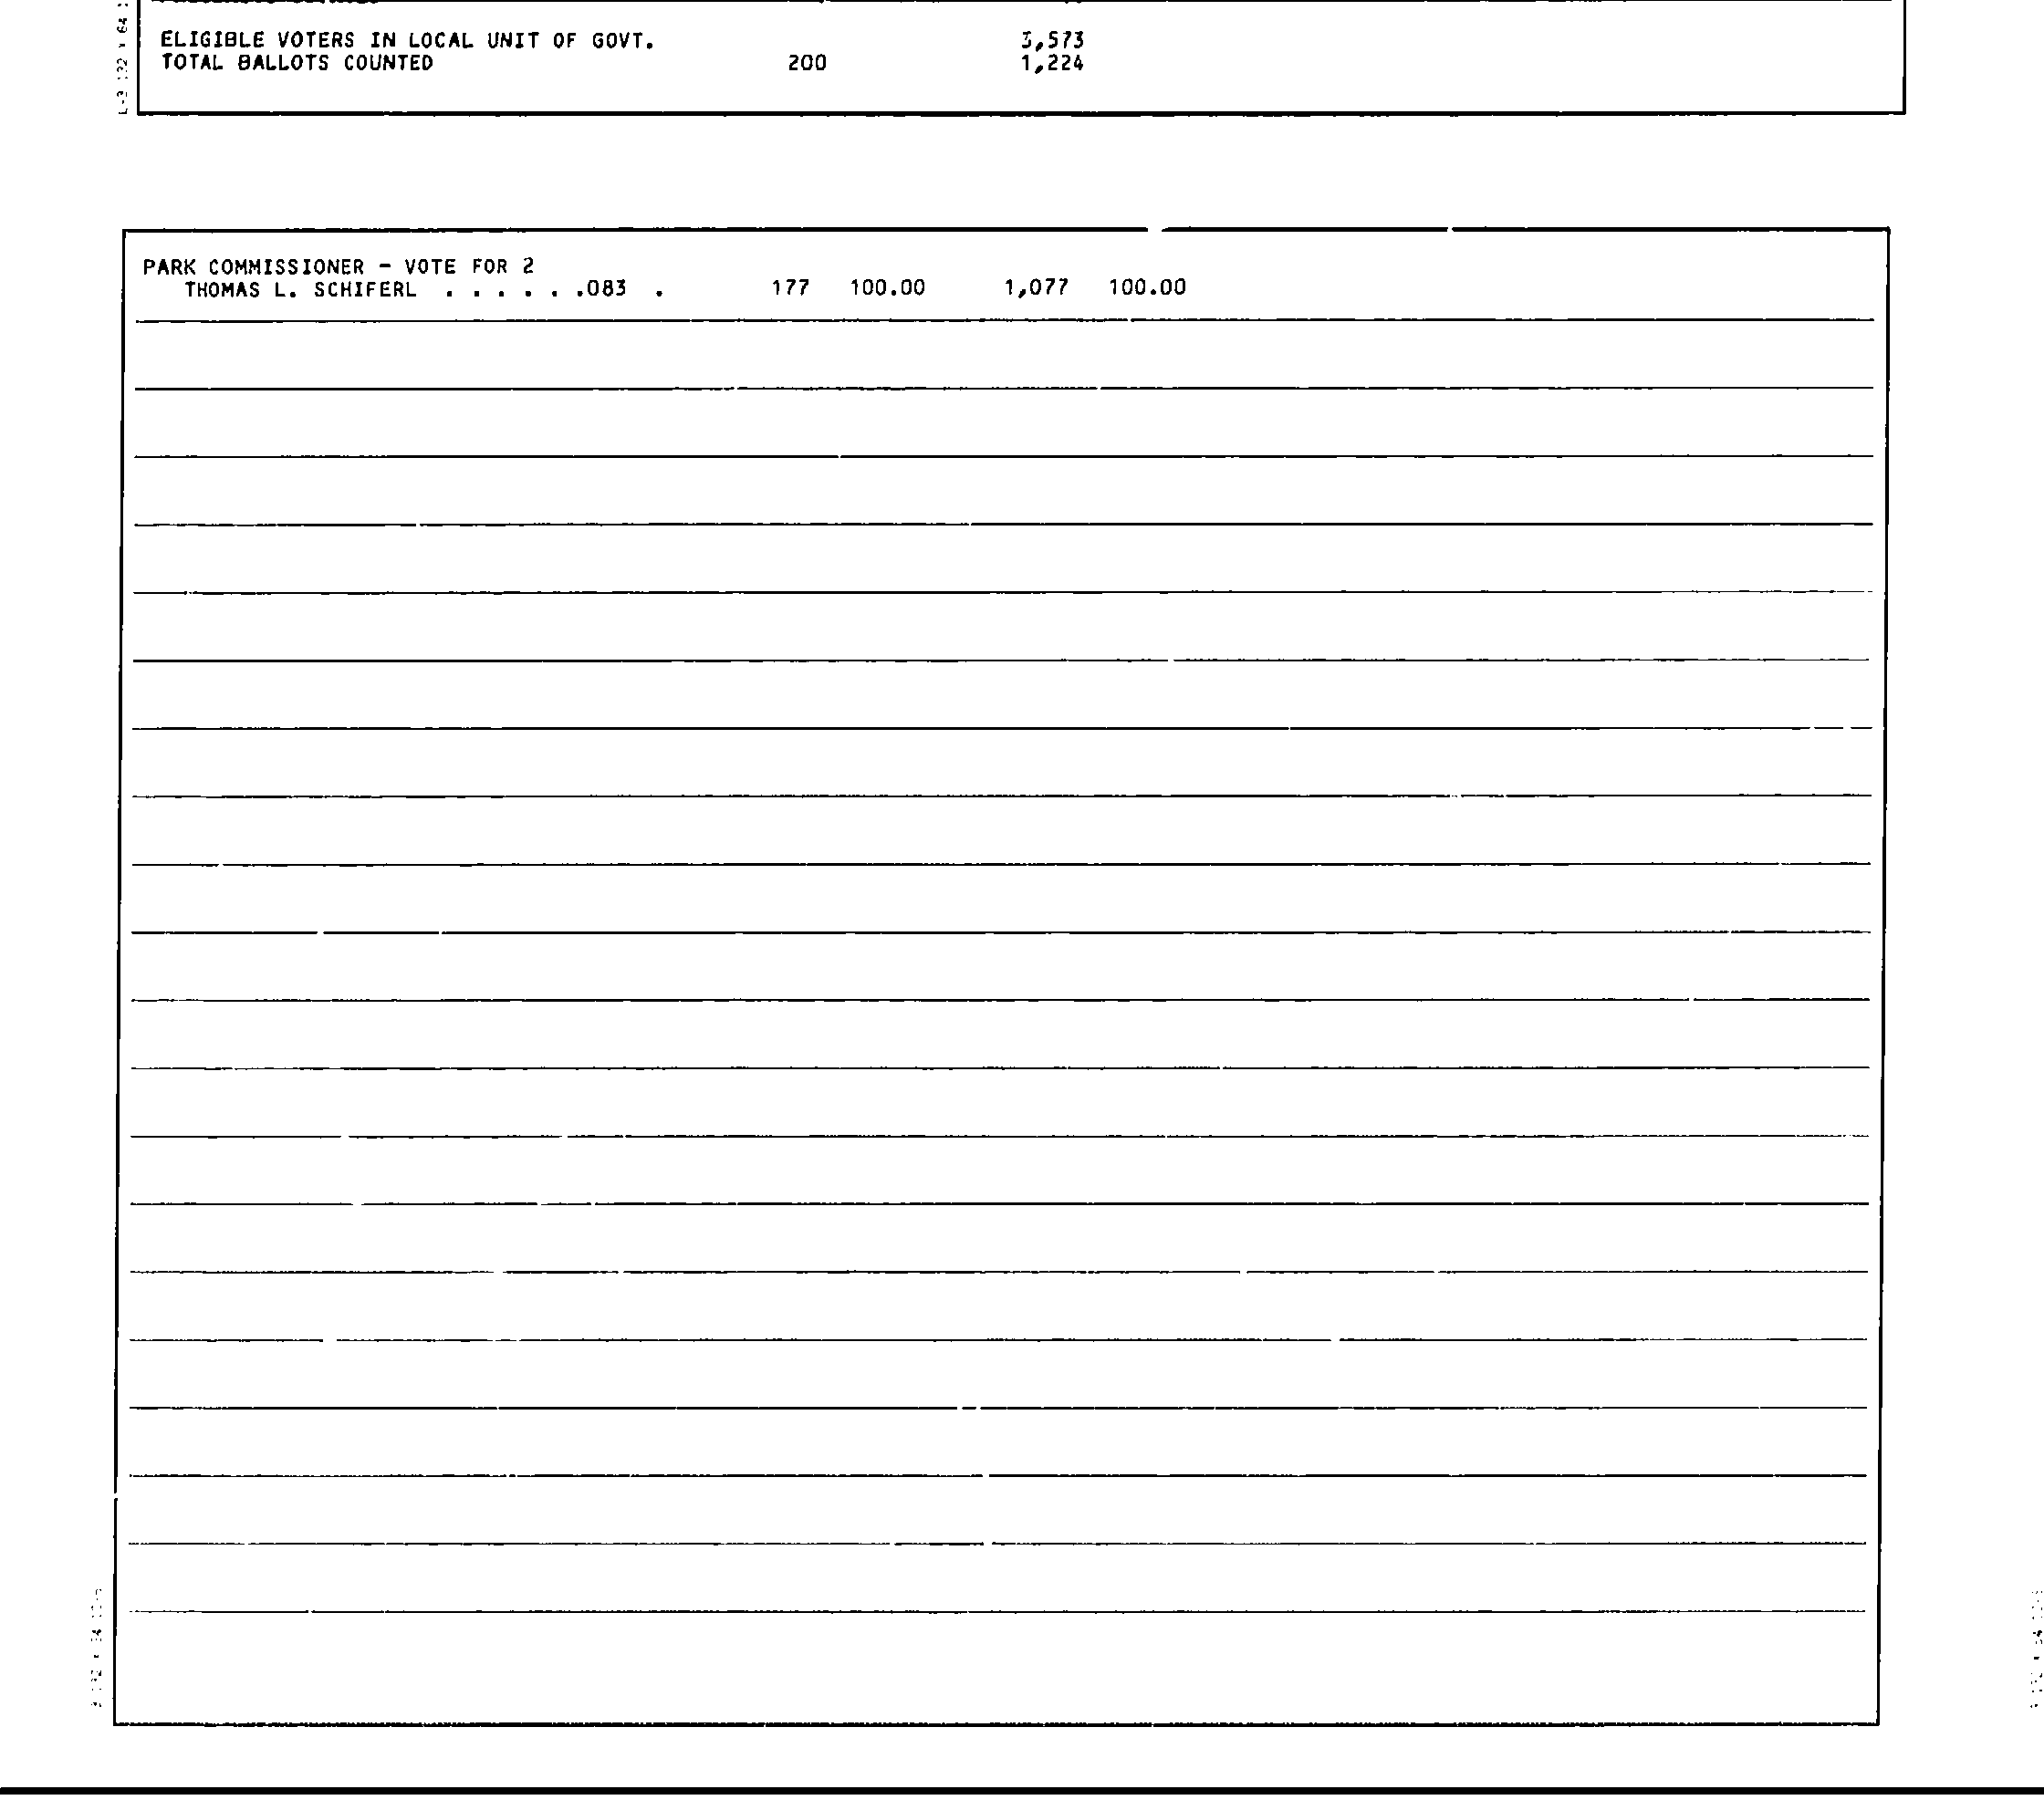 ELIGIBLE VOTERS IN LOCAL UNIT OF GOVT. 3,573
TOTAL BALLOTS COUNTED 200 1,224
PARK COMMISSIONER - VOTE FOR 2
THOMAS L. SCHIFERL . . . . . .083 . 177 100.00 1,077 100.00